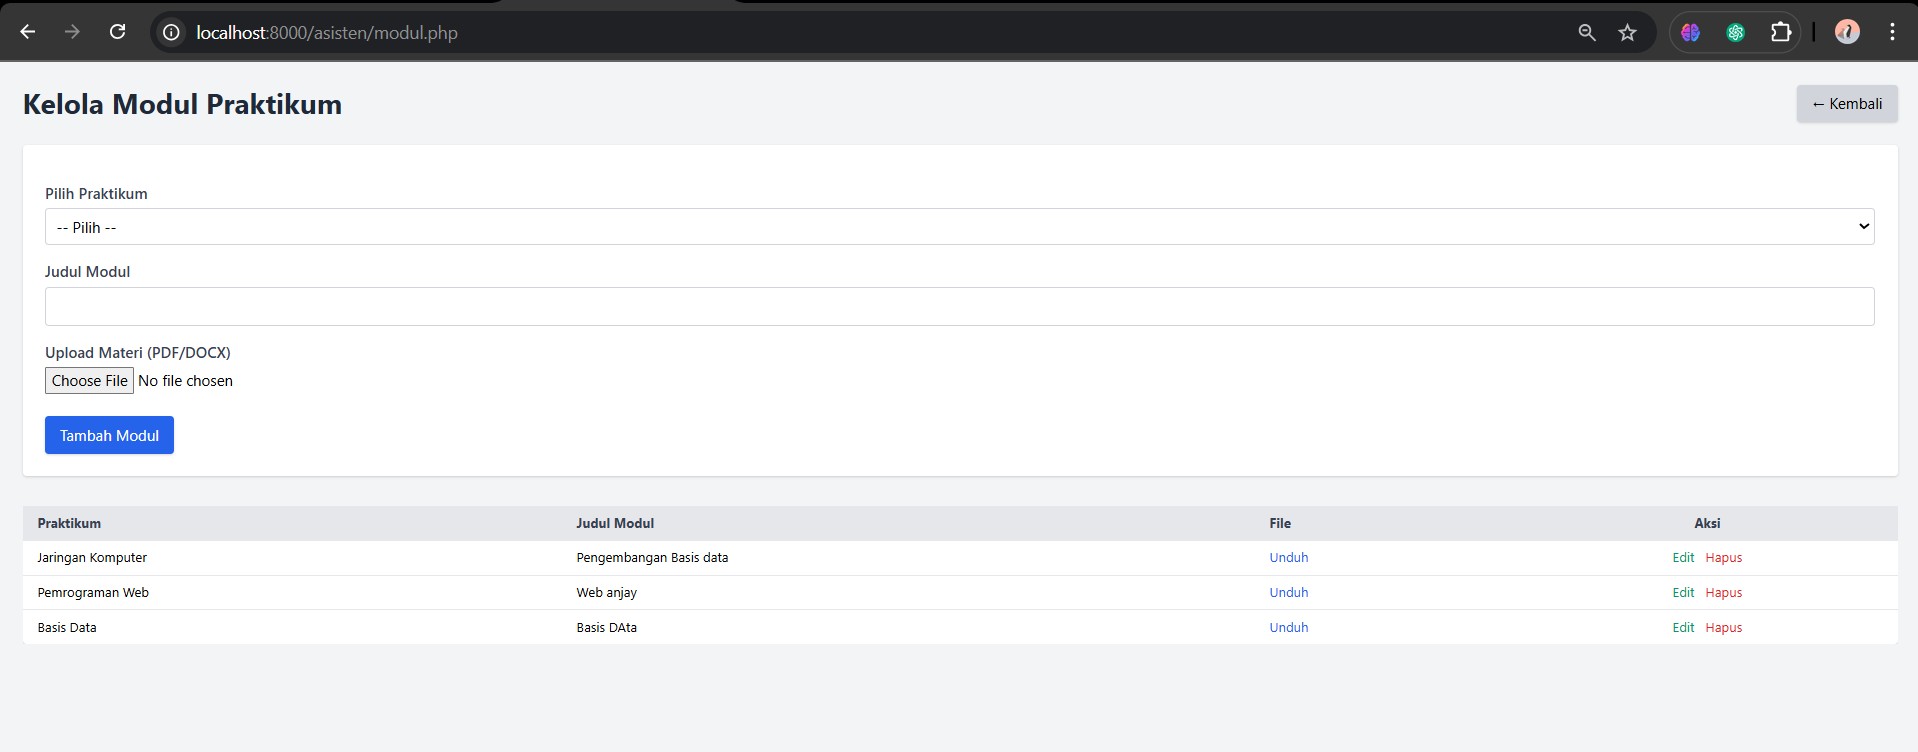 localhost:8000/asisten/modul.php
Kelola Modul Praktikum
← Kembali
Pilih Praktikum
-- Pilih --
Judul Modul
Upload Materi (PDF/DOCX)
Choose File No file chosen
Tambah Modul
Praktikum Judul Modul File Aksi
Jaringan Komputer Pengembangan Basis data Unduh Edit Hapus
Pemrograman Web Web anjay Unduh Edit Hapus
Basis Data Basis DAta Unduh Edit Hapus